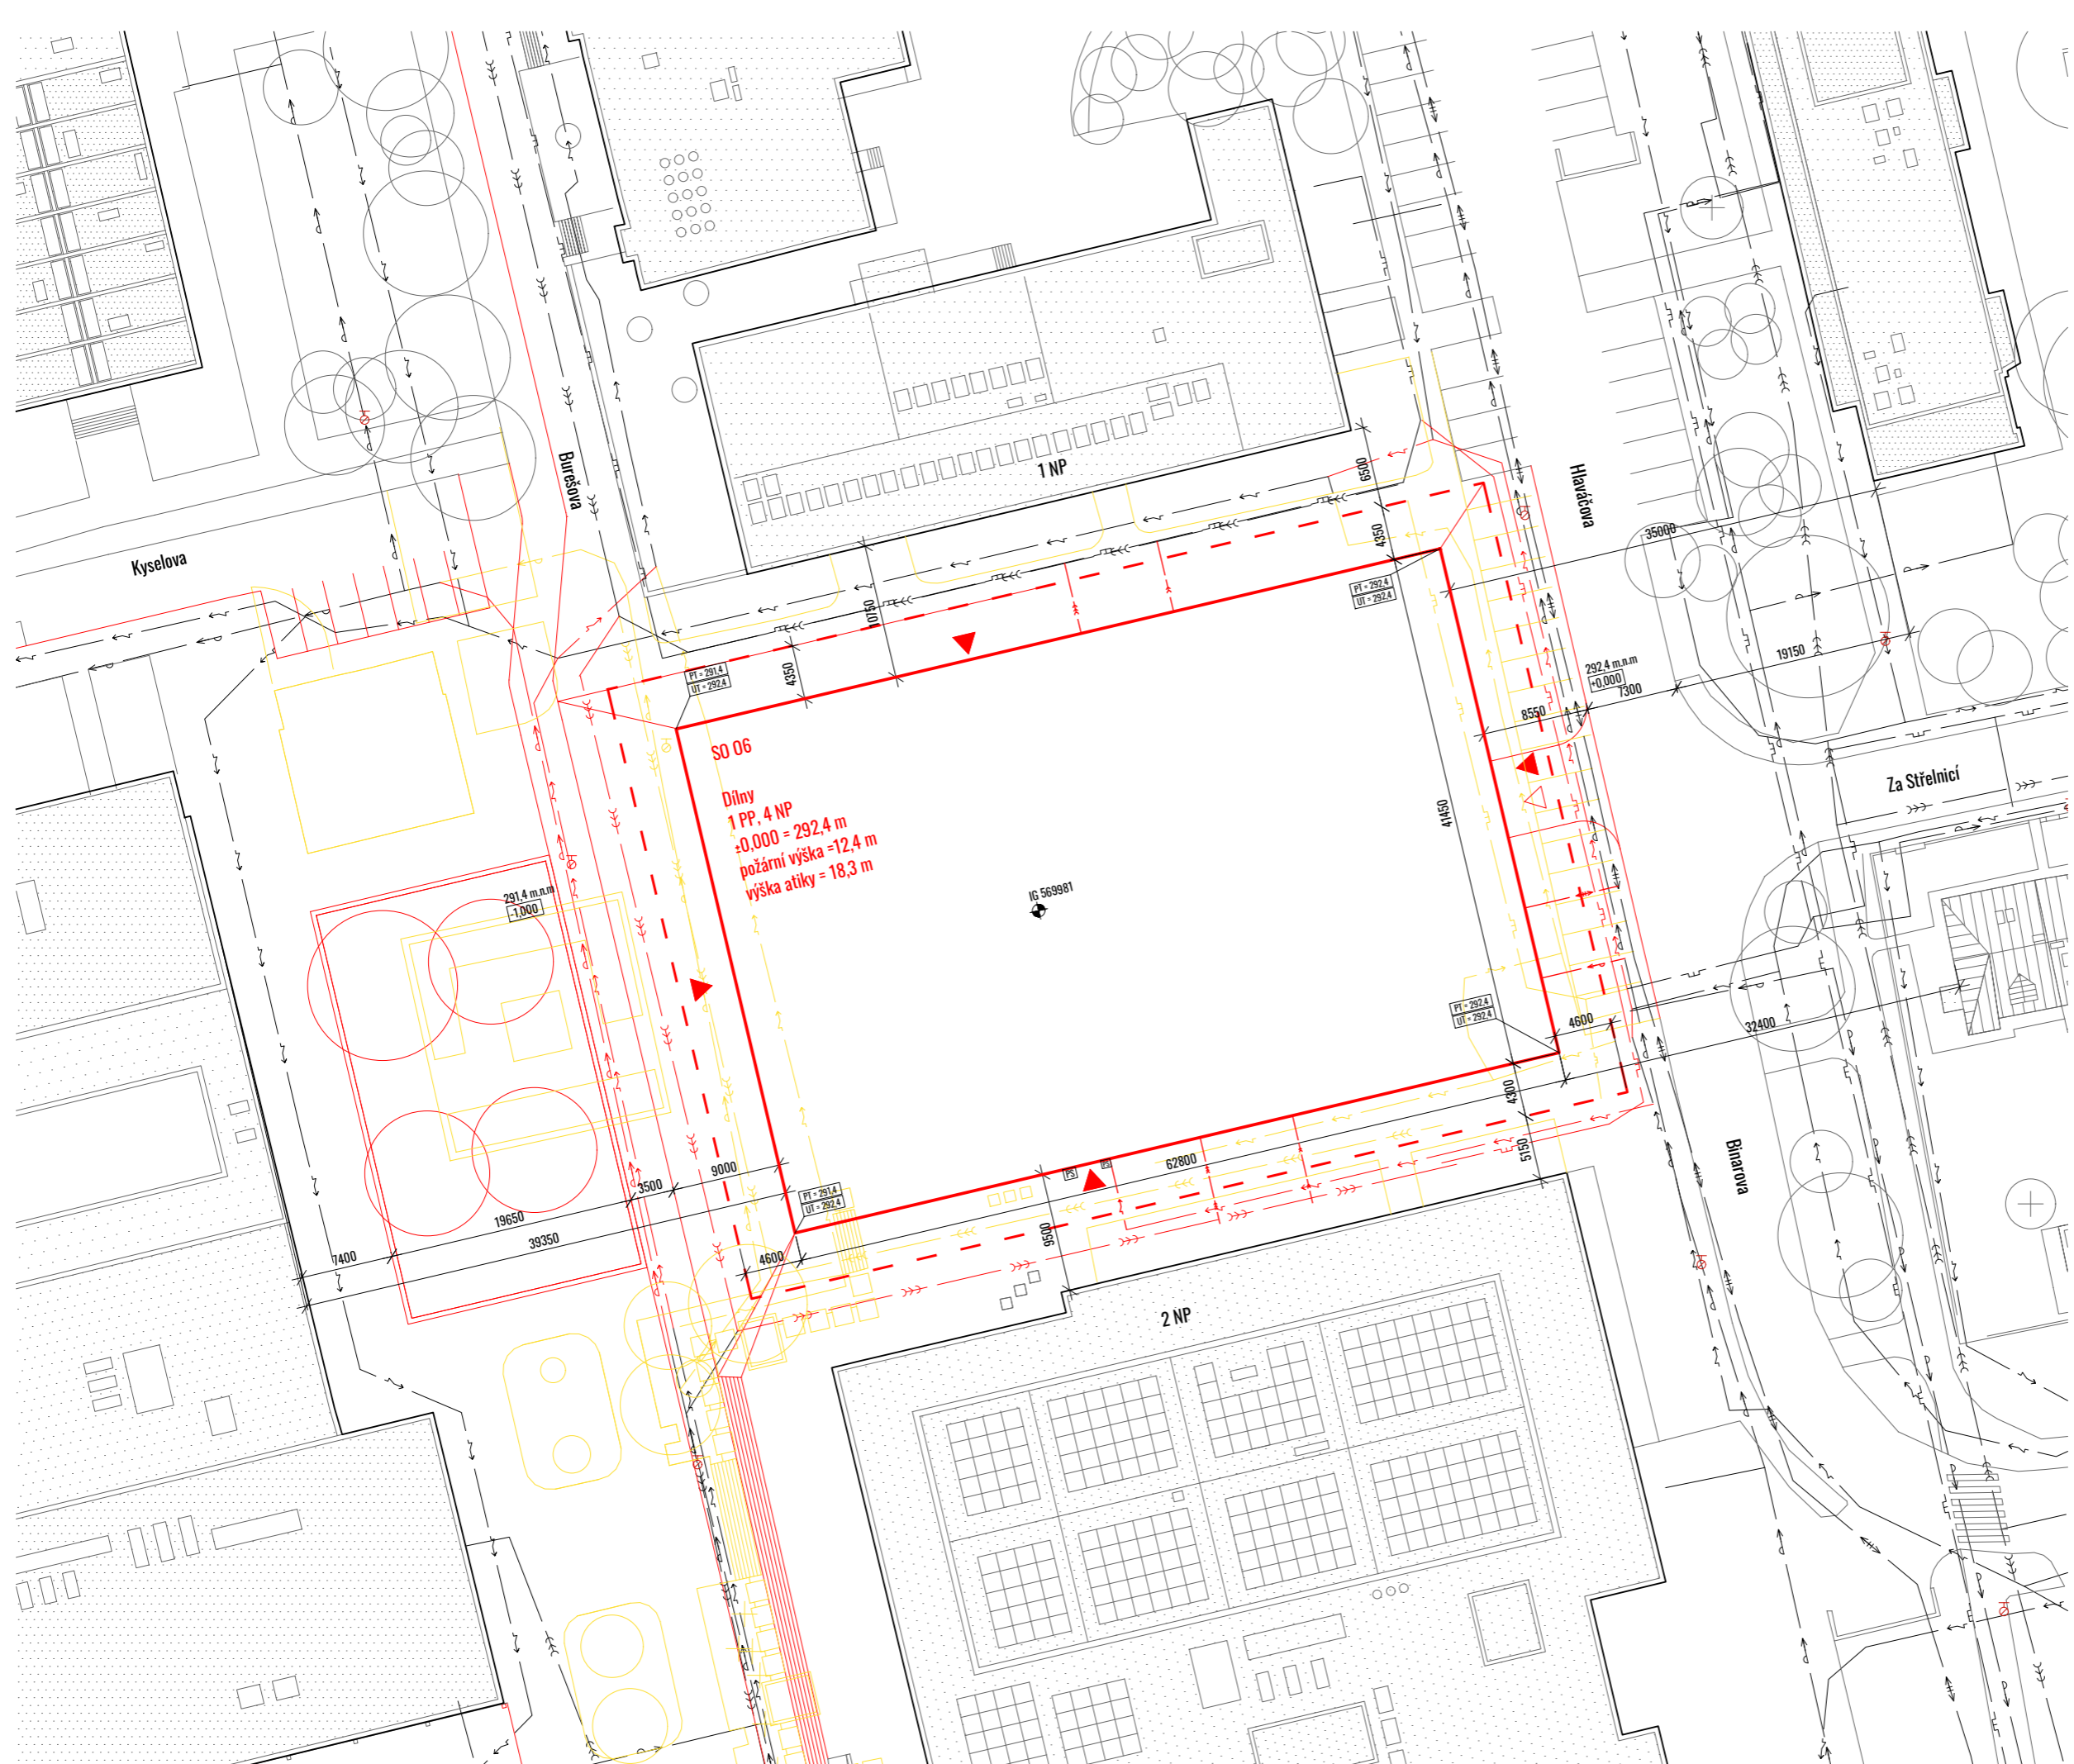 Burešova
1 NP
6500
Hlaváčova
35000
4350
Kyselova
10750
PT = 292,4
UT = 292,4
19150
292,4 m.n.m
+0,000
7300
PT = 291,4
UT = 292,4
4350
8550
SO 06
Za Střelnicí
Dílny
1 PP, 4 NP
±0,000 = 292,4 m
požární výška =12,4 m
výška atiky = 18,3 m
41450
291,4 m.n.m
-1,000
IG 569981
PT = 292,4
UT = 292,4
4600
32400
4300
5150
Binarova
62800
PS
9000
3500
PT = 291,4
UT = 292,4
19650
39350
7400
4600
9500
2 NP